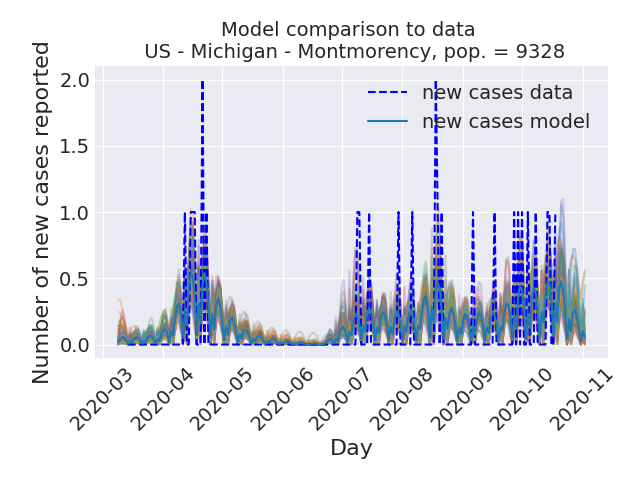 Model comparison to data
US - Michigan - Montmorency, pop. = 9328
new cases data
new cases model
Number of new cases reported
2.0
1.5
1.0
0.5
0.0
2020-03
2020-04
2020-05
2020-06
2020-07
2020-08
2020-09
2020-10
2020-11
Day